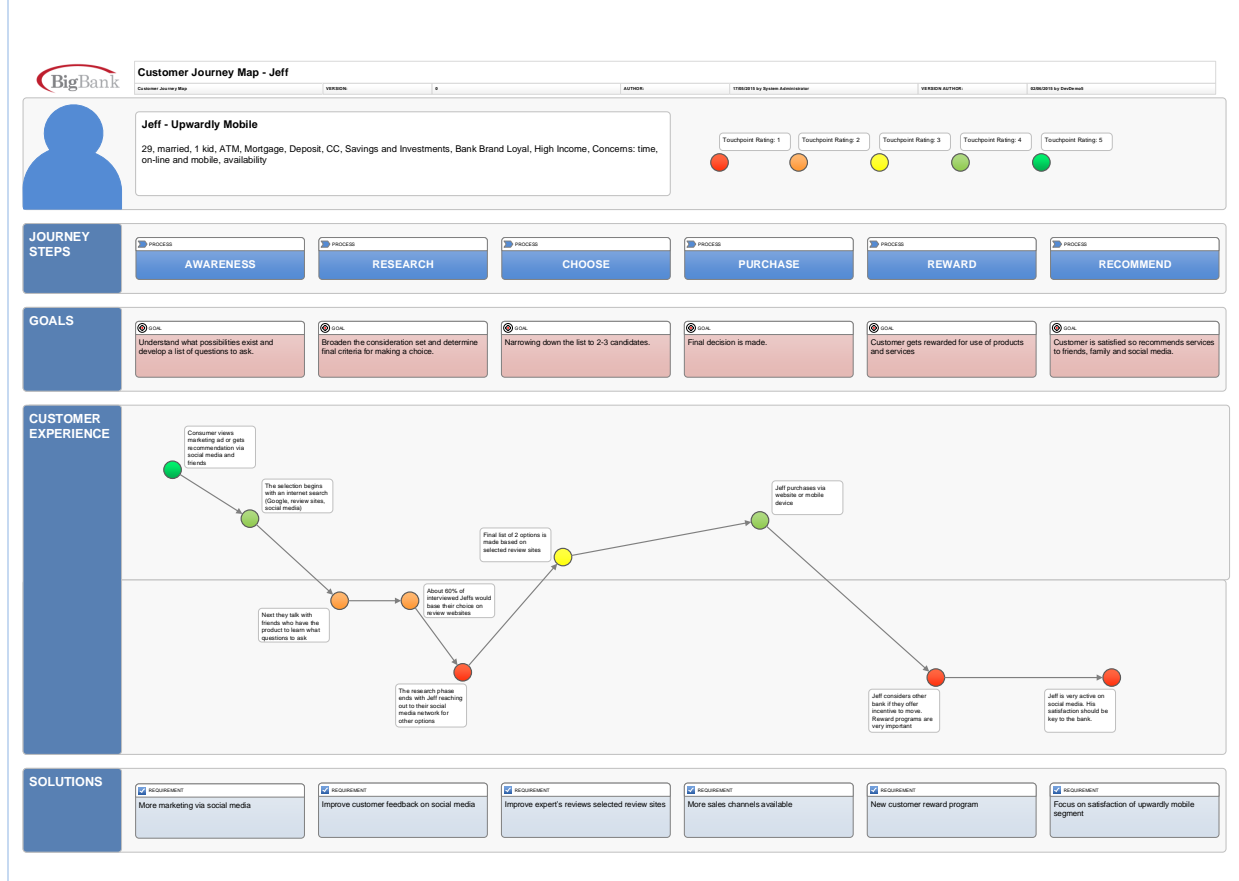 BigBank
Customer Journey Map - Jeff
Customer Journey Map
VERSION:
9
AUTHOR:
17/05/2015 by System Administrator
VERSION AUTHOR:
02/06/2015 by DevDemo5
Jeff - Upwardly Mobile
29, married, 1 kid, ATM, Mortgage, Deposit, CC, Savings and Investments, Bank Brand Loyal, High Income, Concerns: time,
on-line and mobile, availability
Touchpoint Rating: 1
Touchpoint Rating: 2
Touchpoint Rating: 3
Touchpoint Rating: 4
Touchpoint Rating: 5
JOURNEY
STEPS
PROCESS
AWARENESS
PROCESS
RESEARCH
PROCESS
CHOOSE
PROCESS
PURCHASE
PROCESS
REWARD
PROCESS
RECOMMEND
GOALS
GOAL
Understand what possibilities exist and
develop a list of questions to ask.
GOAL
Broaden the consideration set and determine
final criteria for making a choice.
GOAL
Narrowing down the list to 2-3 candidates.
GOAL
Final decision is made.
GOAL
Customer gets rewarded for use of products
and services
GOAL
Customer is satisfied so recommends services
to friends, family and social media.
CUSTOMER
EXPERIENCE
Consumer views
marketing ad or gets
recommendation via
social media and
friends
The selection begins
with an internet search
(Google, review sites,
social media)
Next they talk with
friends who have the
product to learn what
questions to ask
About 60% of
interviewed Jeffs would
base their choice on
review websites
The research phase
ends with Jeff reaching
out to their social
media network for
other options
Final list of 2 options is
made based on
selected review sites
Jeff purchases via
website or mobile
device
Jeff considers other
bank if they offer
incentive to move.
Reward programs are
very important
Jeff is very active on
social media. His
satisfaction should be
key to the bank.
SOLUTIONS
REQUIREMENT
More marketing via social media
REQUIREMENT
Improve customer feedback on social media
REQUIREMENT
Improve expert's reviews selected review sites
REQUIREMENT
More sales channels available
REQUIREMENT
New customer reward program
REQUIREMENT
Focus on satisfaction of upwardly mobile
segment